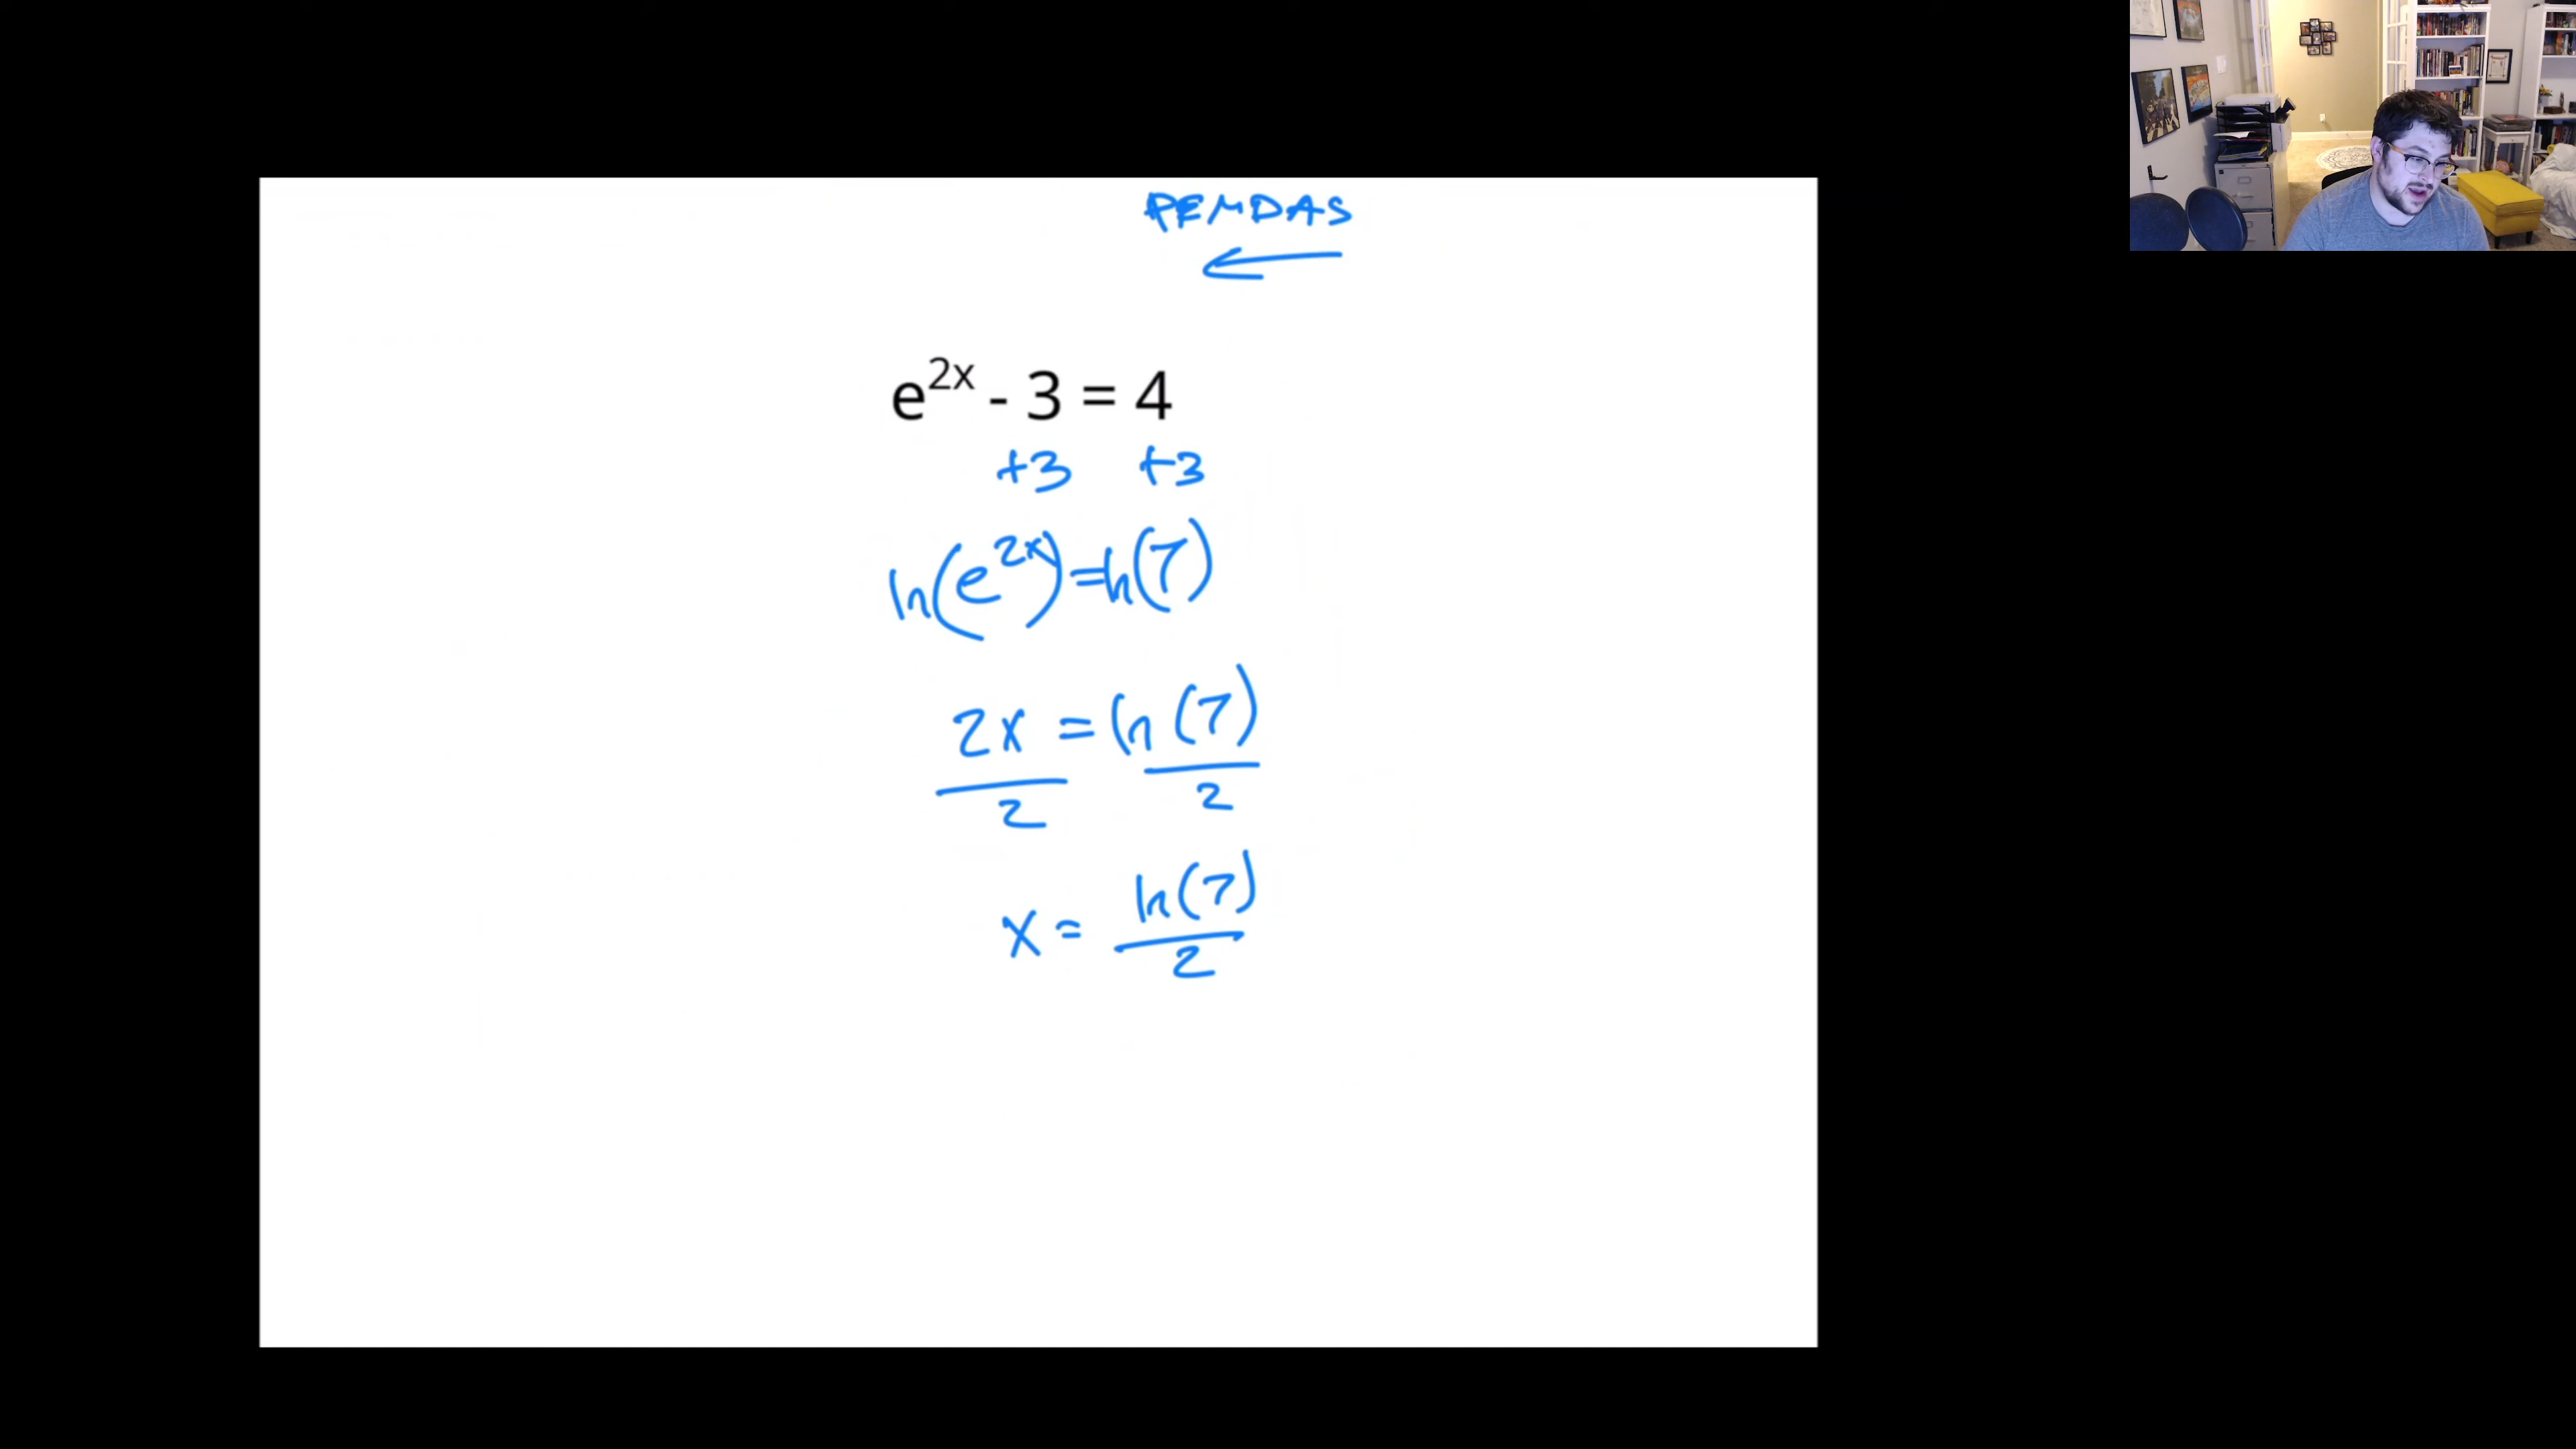 PEMDAS
e^{2x} - 3 = 4
+3 +3
ln(e^{2x})=ln(7)
2x = ln (7)
2 2
x = ln(7)
2